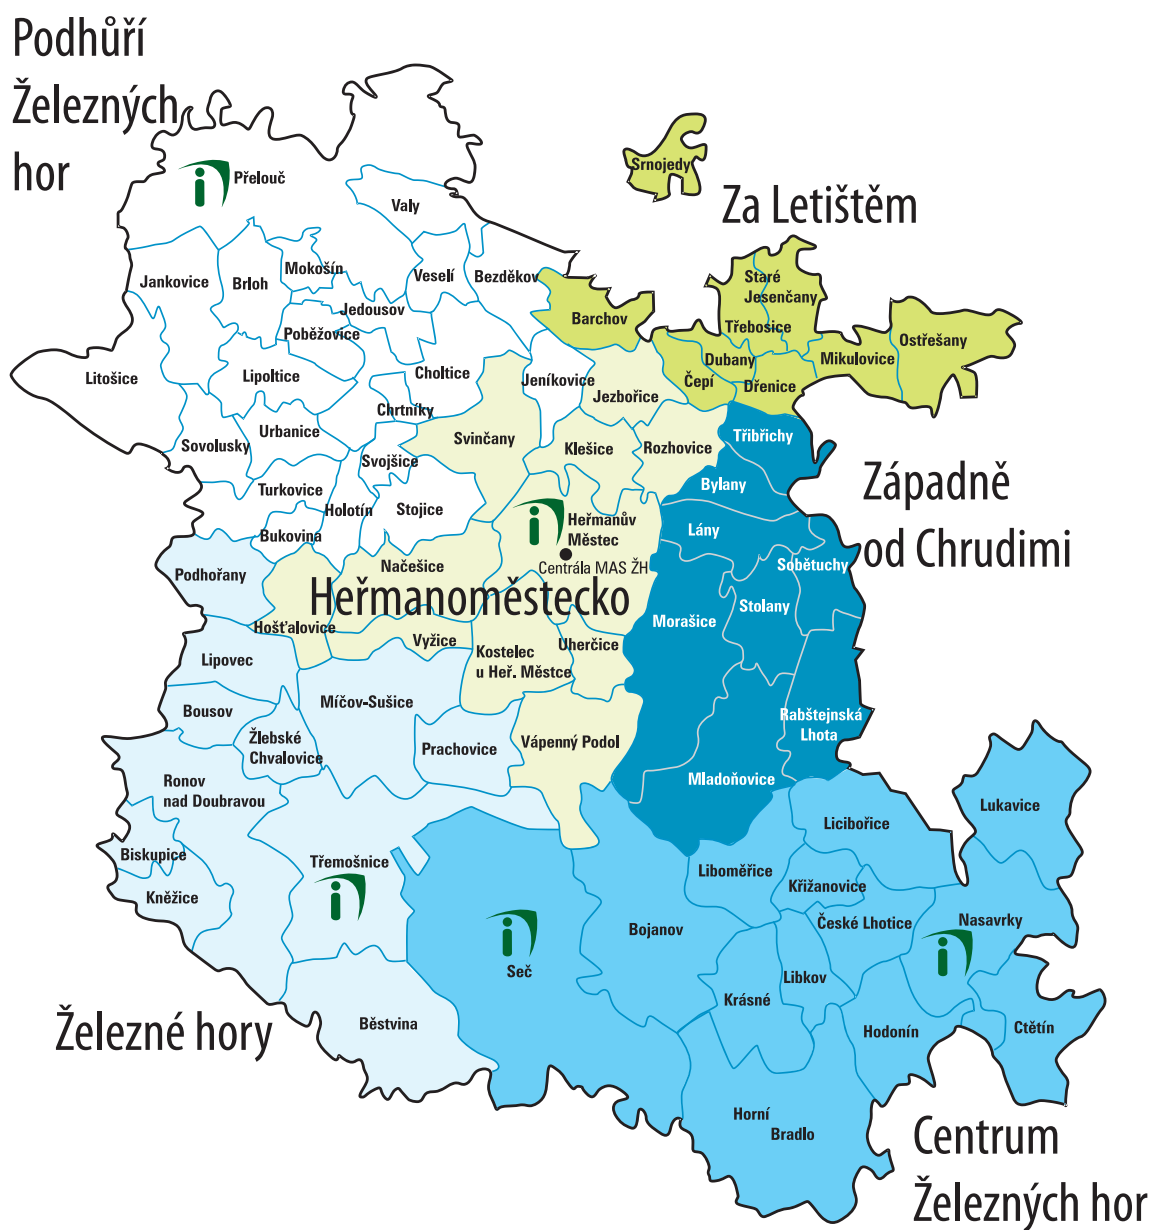 Podhůří
Železných
hor
Přelouč
Srnojedy
Za Letištěm
Valy
Jankovice
Brloh
Mokošín
Veselí
Bezděkov
Staré
Jesenčany
Jedousov
Poběžovice
Barchov
Třebosice
Ostřešany
Litošice
Lipoltice
Choltice
Jeníkovice
Jezbořice
Čepí
Dubany
Dřenice
Mikulovice
Chrtníky
Sovolusky
Urbanice
Svojšice
Svinčany
Klešice
Rozhovice
Třibřichy
Západně
od Chrudimi
Turkovice
Holotín
Stojice
Bylany
Bukovina
Heřmanův
Městec
Centrála MAS ŽH
Lány
Sobětuchy
Podhořany
Načešice
Heřmanoměstecko
Stolany
Morašice
Hošťalovice
Vyžice
Kostelec
u Heř. Městce
Uherčice
Lipovec
Míčov-Sušice
Bousov
Žlebské
Chvalovice
Prachovice
Vápenný Podol
Rabštejnská
Lhota
Ronov
nad Doubravou
Mladoňovice
Lukavice
Licibořice
Biskupice
Třemošnice
Liboměřice
Křižanovice
Kněžice
Bojanov
České Lhotice
Nasavrky
Seč
Libkov
Krásné
Železné hory
Běstvina
Hodonín
Ctětín
Horní
Bradlo
Centrum
Železných hor